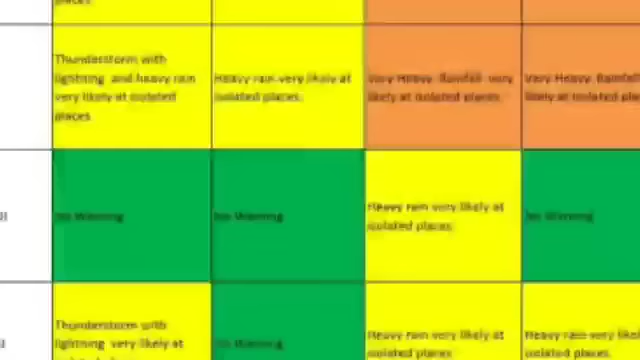 places
Thunderstorm with
lightning and heavy rain
very likely at isolated
places
Heavy rain very likely at
isolated places.
Very Heavy Rainfall very
likely at isolated places
Very Heavy Rainfall
likely at isolated
No Warning
No Warning
Heavy rain very likely at
isolated places
No Warning
Thunderstorm with
lightning very likely at
No Warning
Heavy rain very likely at
isolated places
Heavy rain very
isolated places.